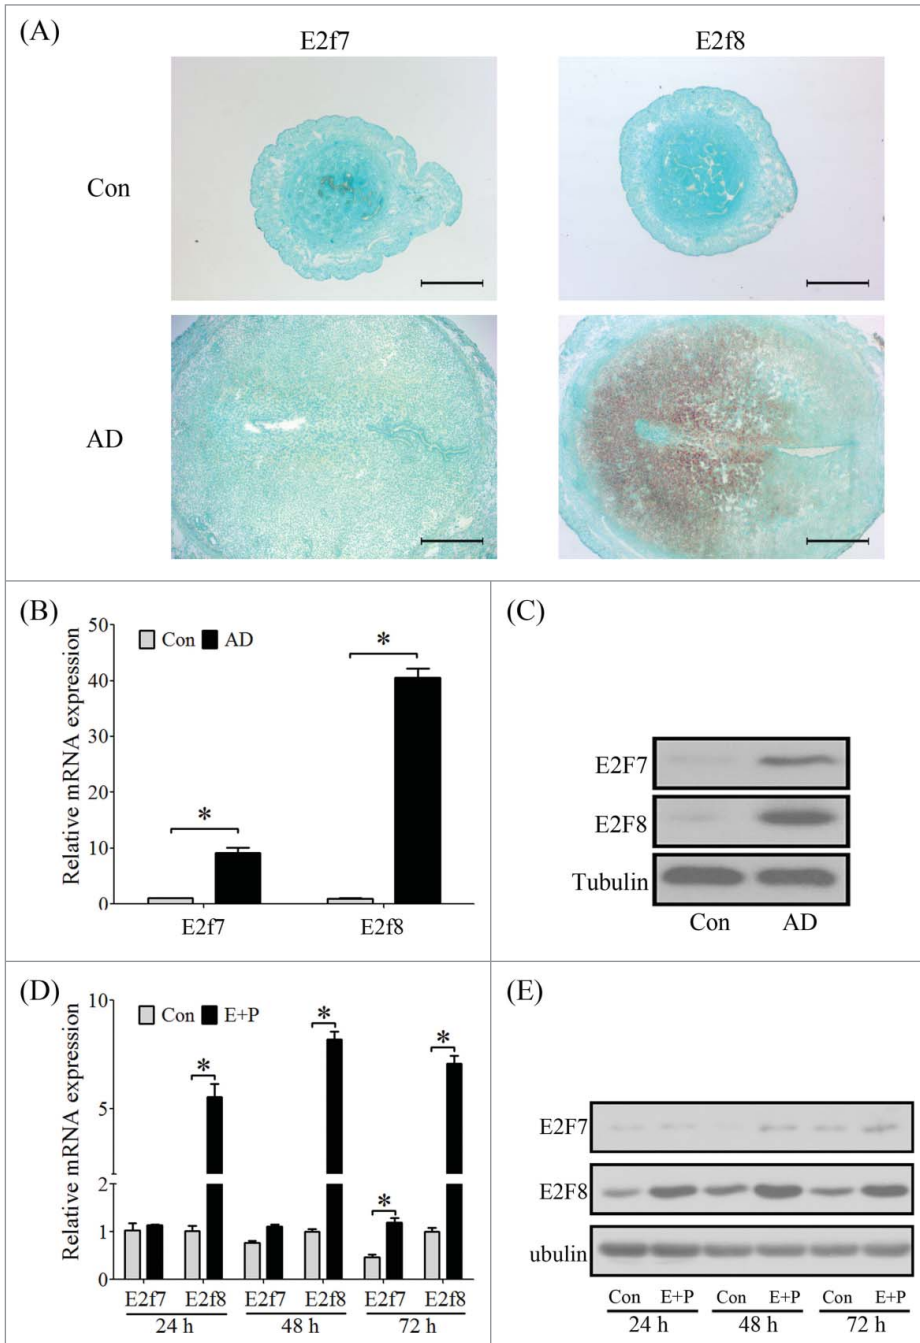 (A)
E2f7 E2f8
Con
AD
(B)
50
40
30
20
10
0
Relative mRNA expression
Con AD
*
*
E2f7 E2f8
(C)
E2F7
E2F8
Tubulin
Con AD
(D)
10
5
2
1
0
Relative mRNA expression
Con E+P
*
*
*
*
E2f7 E2f8 E2f7 E2f8 E2f7 E2f8
24 h 48 h 72 h
(E)
E2F7
E2F8
ubulin
Con E+P Con E+P Con E+P
24 h 48 h 72 h